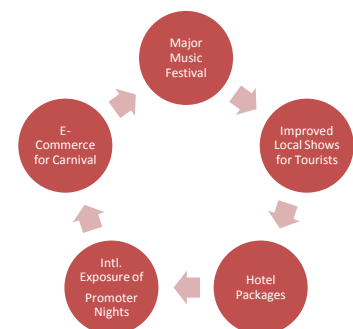 Major
Music
Festival
Improved
Local Shows
for Tourists
Hotel
Packages
Intl.
Exposure of
Promoter
Nights
E-
Commerce
for Carnival